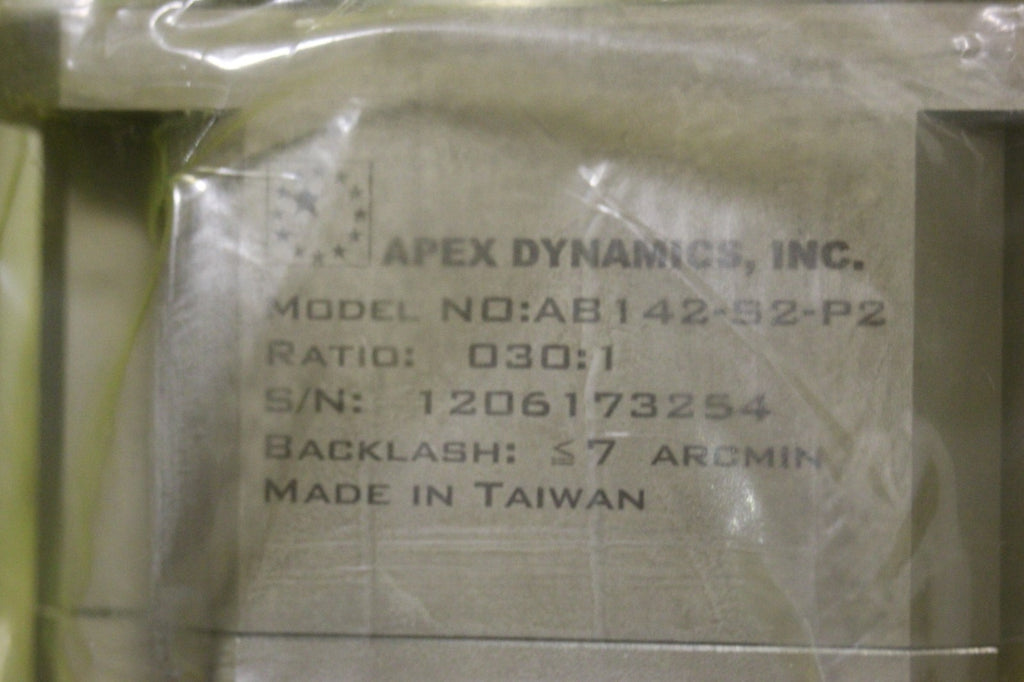 APEX DYNAMICS, INC.
MODEL NO:AB142-S2-P2
RATIO: 030:1
S/N: 1206173254
BACKLASH: ≤7 ARCMIN
MADE IN TAIWAN